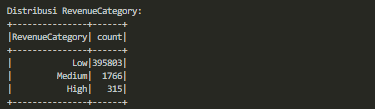 Distribusi RevenueCategory:
+---------------+------+
|RevenueCategory| count|
+---------------+------+
|            Low|395803|
|         Medium|  1766|
|           High|   315|
+---------------+------+